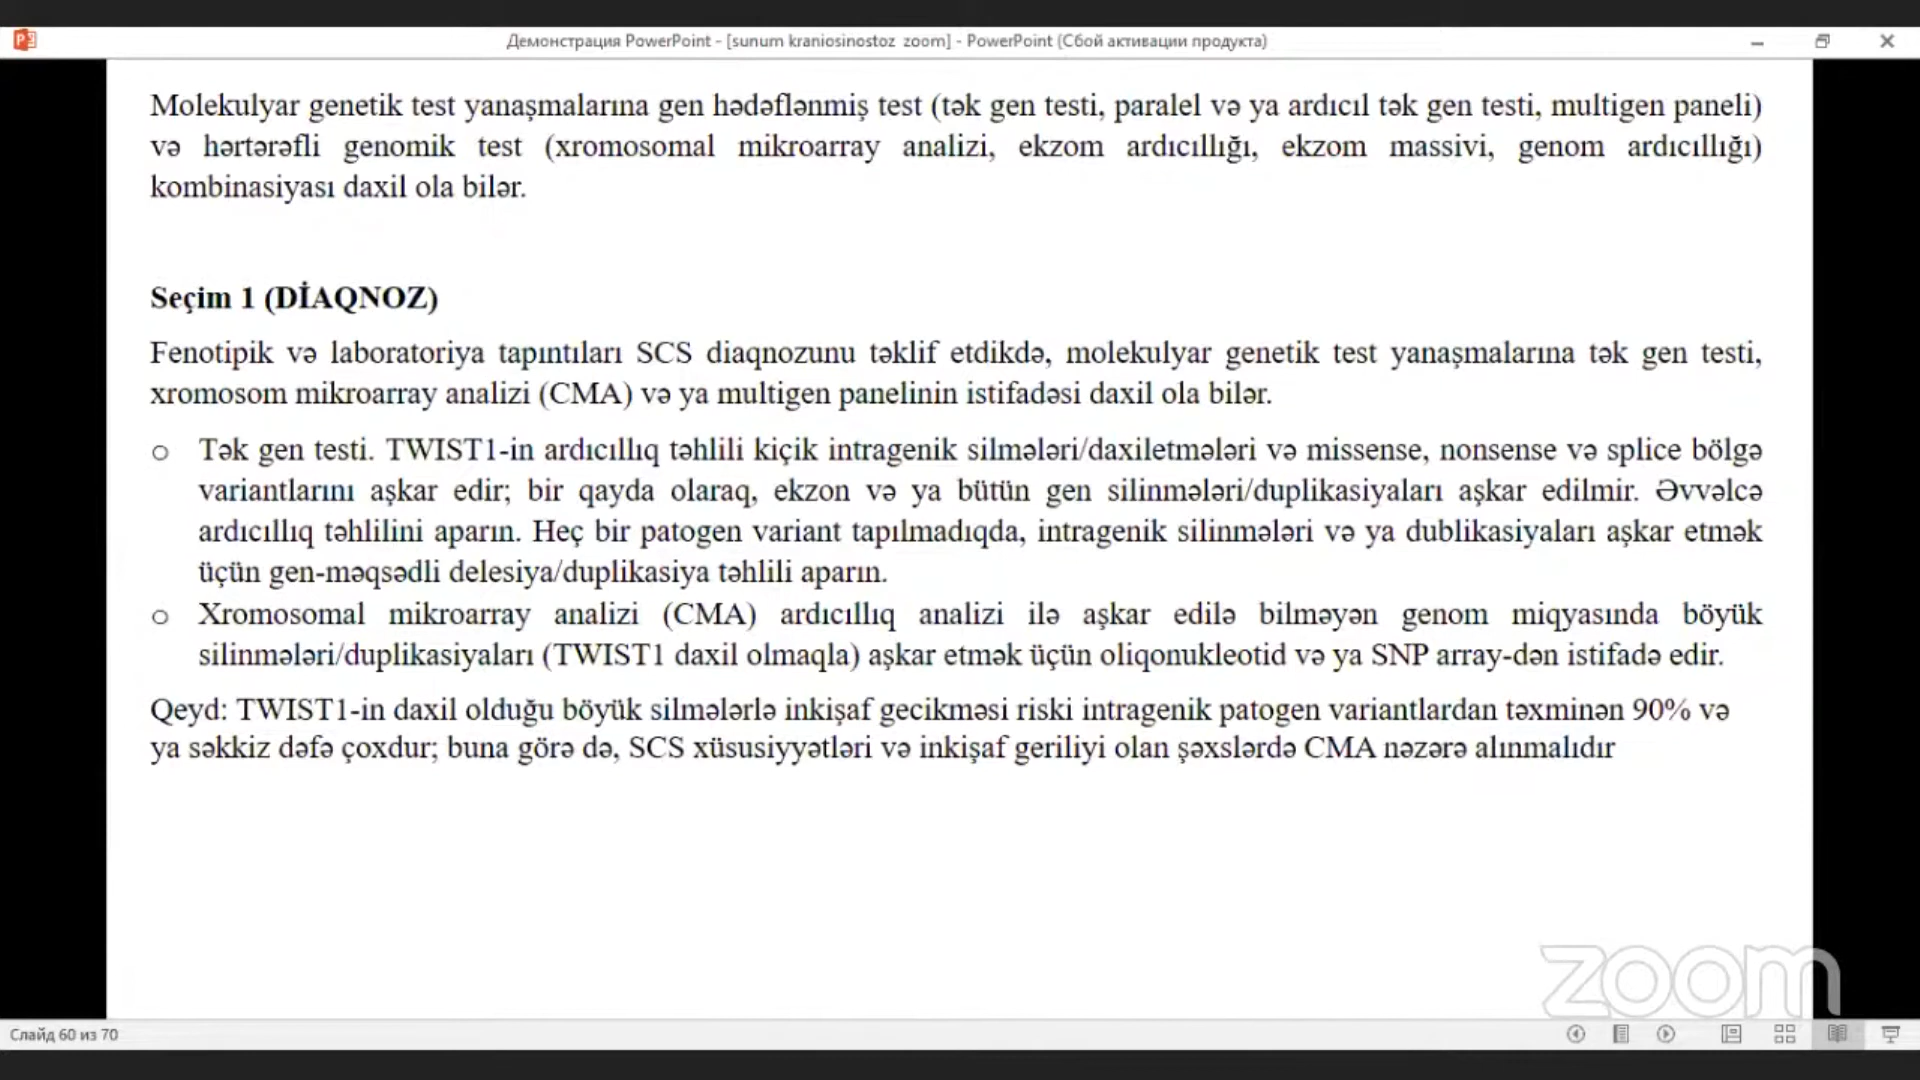 Демонстрация PowerPoint - [sunum kraniosinostoz  zoom] - PowerPoint (Сбой активации продукта)
Molekulyar genetik test yanaşmalarına gen hədəflənmiş test (tək gen testi, paralel və ya ardıcıl tək gen testi, multigen paneli)
və hərtərəfli genomik test (xromosomal mikroarray analizi, ekzom ardıcıllığı, ekzom massivi, genom ardıcıllığı)
kombinasiyası daxil ola bilər.
Seçim 1 (DİAQNOZ)
Fenotipik və laboratoriya tapıntıları SCS diaqnozunu təklif etdikdə, molekulyar genetik test yanaşmalarına tək gen testi,
xromosom mikroarray analizi (CMA) və ya multigen panelinin istifadəsi daxil ola bilər.
o Tək gen testi. TWIST1-in ardıcıllıq təhlili kiçik intragenik silmələri/daxiletmələri və missense, nonsense və splice bölgə
variantlarını aşkar edir; bir qayda olaraq, ekzon və ya bütün gen silinmələri/duplikasiyaları aşkar edilmir. Əvvəlcə
ardıcıllıq təhlilini aparın. Heç bir patogen variant tapılmadıqda, intragenik silinmələri və ya dublikasiyaları aşkar etmək
üçün gen-məqsədli delesiya/duplikasiya təhlili aparın.
o Xromosomal mikroarray analizi (CMA) ardıcıllıq analizi ilə aşkar edilə bilməyən genom miqyasında böyük
silinmələri/duplikasiyaları (TWIST1 daxil olmaqla) aşkar etmək üçün oliqonukleotid və ya SNP array-dən istifadə edir.
Qeyd: TWIST1-in daxil olduğu böyük silmələrlə inkişaf gecikməsi riski intragenik patogen variantlardan təxminən 90% və
ya səkkiz dəfə çoxdur; buna görə də, SCS xüsusiyyətləri və inkişaf geriliyi olan şəxslərdə CMA nəzərə alınmalıdır
zoom
Слайд 60 из 70